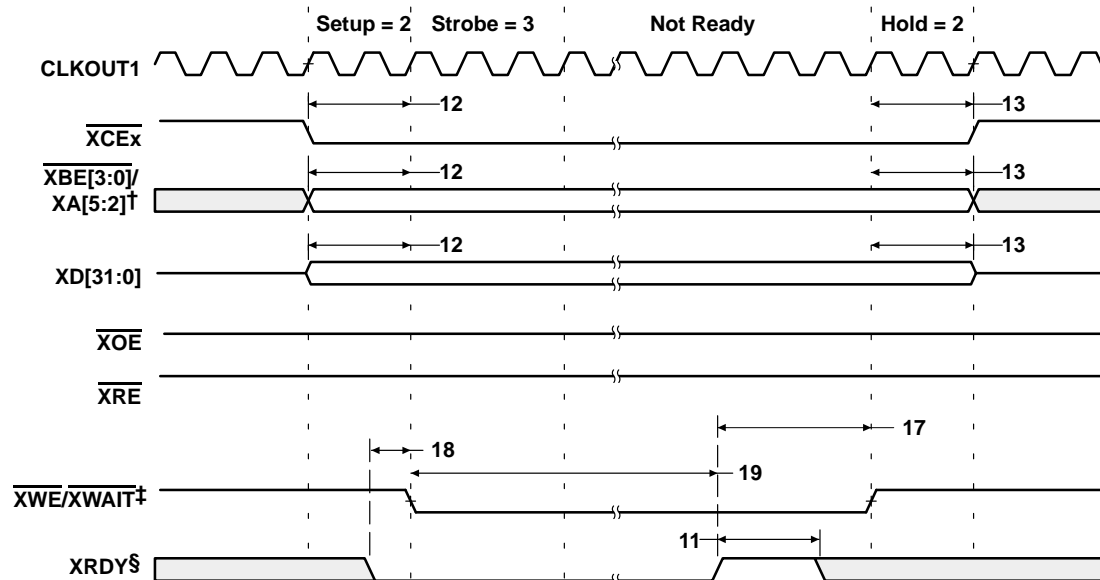 Setup = 2 Strobe = 3 Not Ready Hold = 2
CLKOUT1
12 13
XCEx
XBE[3:0]/
12 13
XA[5:2]†
12 13
XD[31:0]
XOE
XRE
17
18
19
XWE/XWAIT‡
11
XRDY§